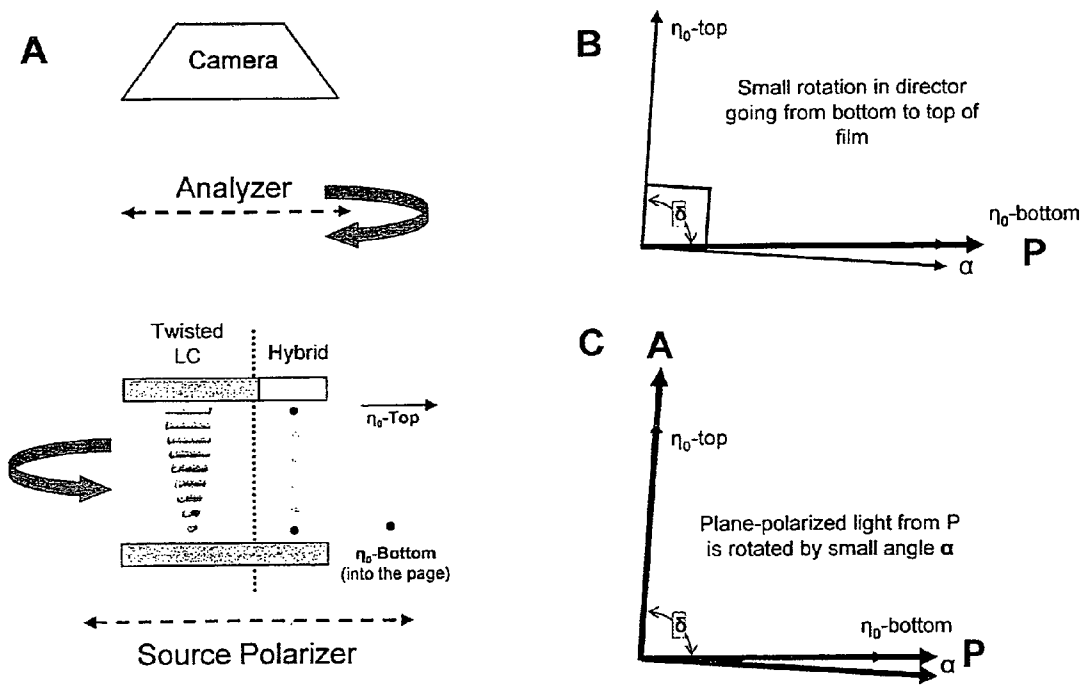 A
Camera
Analyzer
Twisted
LC
Hybrid
η₀-Top
η₀-Bottom
(into the page)
Source Polarizer
B
η₀-top
Small rotation in director
going from bottom to top of
film
δ
η₀-bottom
α
P
C
A
η₀-top
Plane-polarized light from P
is rotated by small angle α
δ
η₀-bottom
α
P